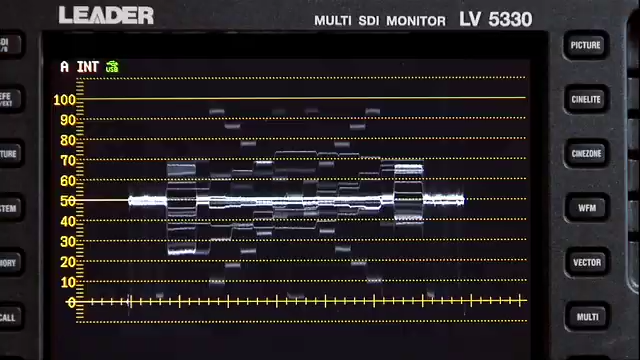 LEADER
MULTI SDI MONITOR LV 5330
A INT USB
PICTURE
100
90
CINELITE
80
70
CINEZONE
60
50
WFM
40
30
20
VECTOR
10
0
MULTI